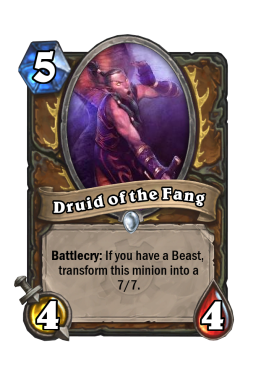 5
Druid of the Fang
Battlecry: If you have a Beast,
transform this minion into a
7/7.
4 4